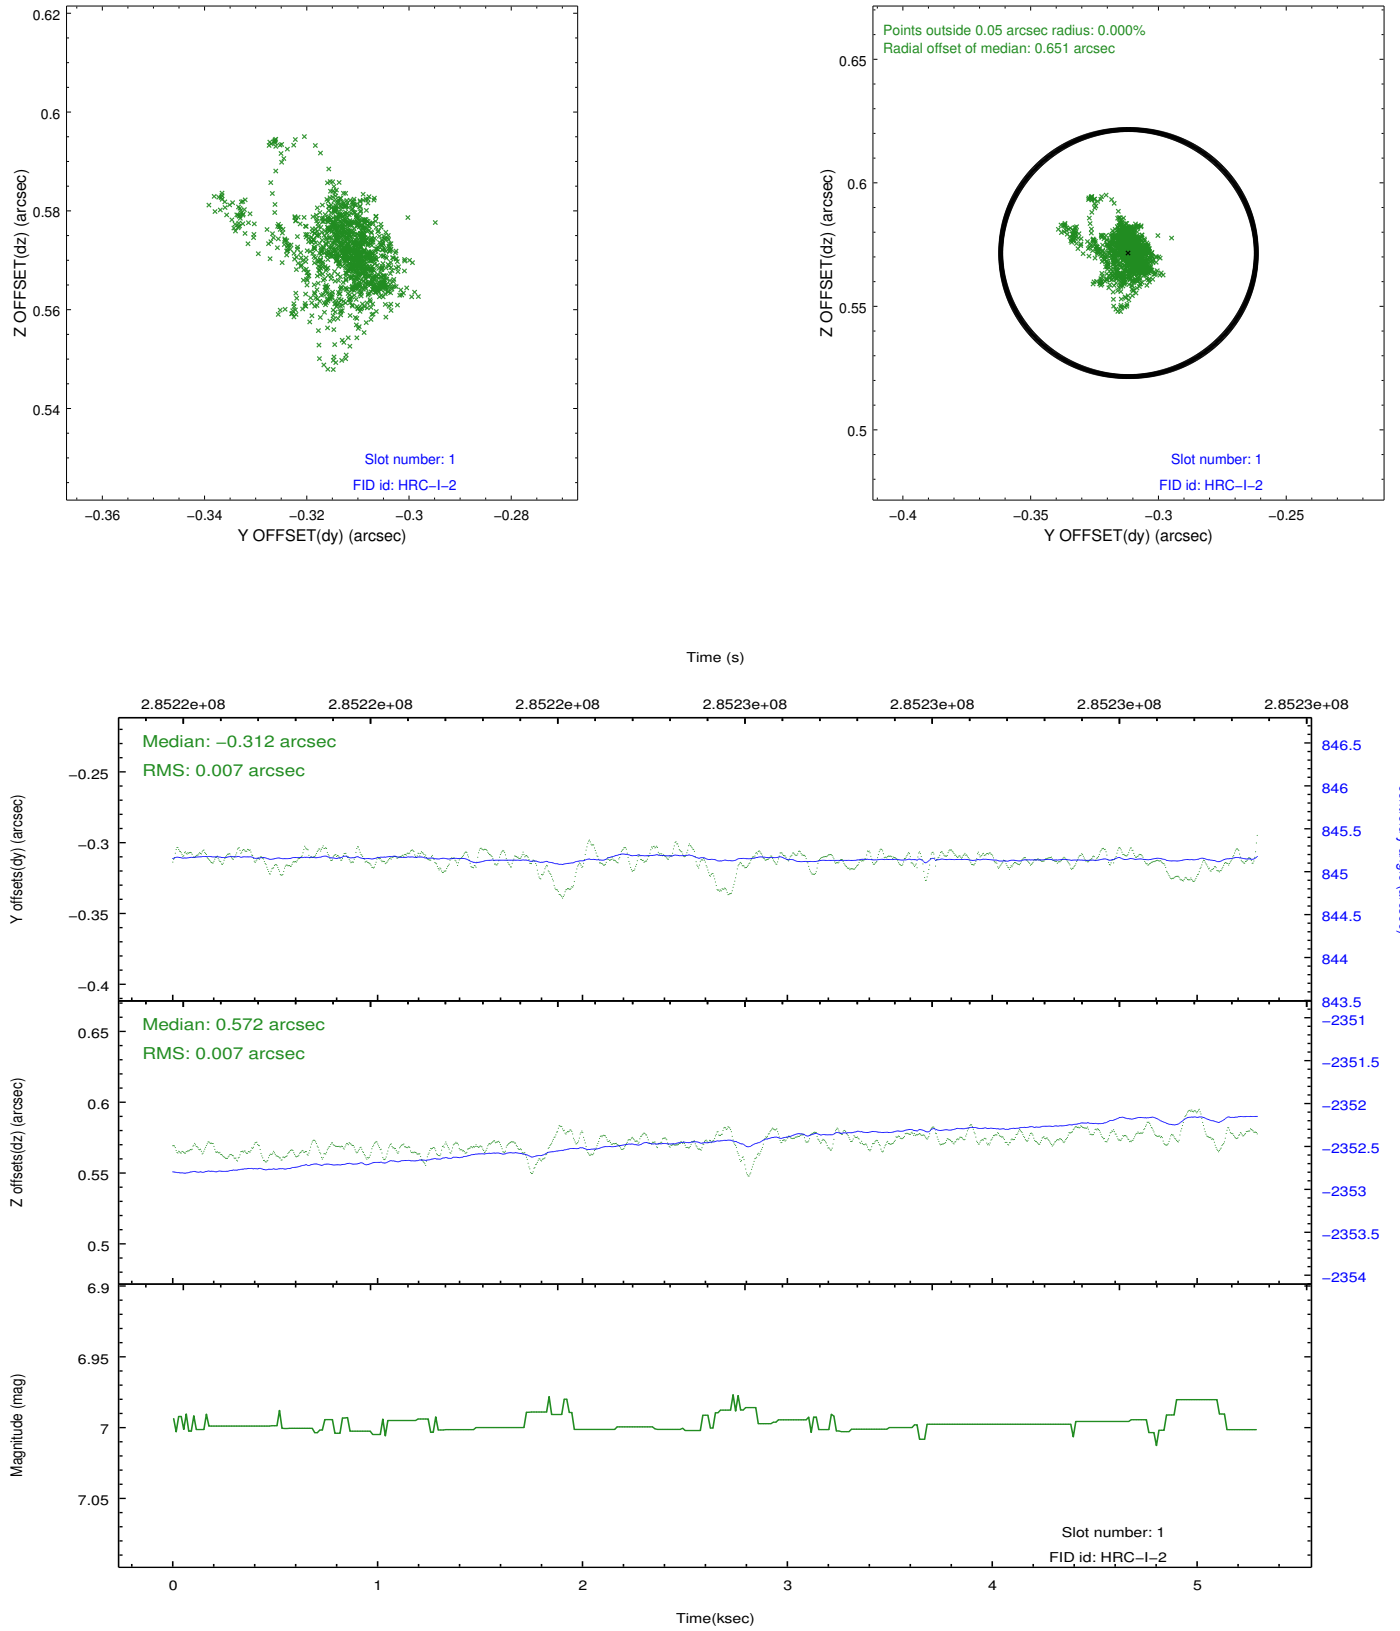 0.62
0.6
0.58
0.56
0.54
Z OFFSET(dz) (arcsec)
Slot number: 1
FID id: HRC−I−2
−0.36
−0.34
−0.32
−0.3
−0.28
Y OFFSET(dy) (arcsec)
Points outside 0.05 arcsec radius: 0.000%
Radial offset of median: 0.651 arcsec
0.65
0.6
0.55
0.5
Z OFFSET(dz) (arcsec)
Slot number: 1
FID id: HRC−I−2
−0.4
−0.35
−0.3
−0.25
Y OFFSET(dy) (arcsec)
Time (s)
2.8522e+08
2.8522e+08
2.8522e+08
2.8523e+08
2.8523e+08
2.8523e+08
2.8523e+08
Median: −0.312 arcsec
RMS: 0.007 arcsec
Y offsets(dy) (arcsec)
−0.25
−0.3
−0.35
−0.4
846.5
846
845.5
845
844.5
844
843.5
Median: 0.572 arcsec
RMS: 0.007 arcsec
Z offsets(dz) (arcsec)
0.65
0.6
0.55
0.5
−2351
−2351.5
−2352
−2352.5
−2353
−2353.5
−2354
Magnitude (mag)
6.9
6.95
7
7.05
Slot number: 1
FID id: HRC−I−2
0
1
2
3
4
5
Time(ksec)